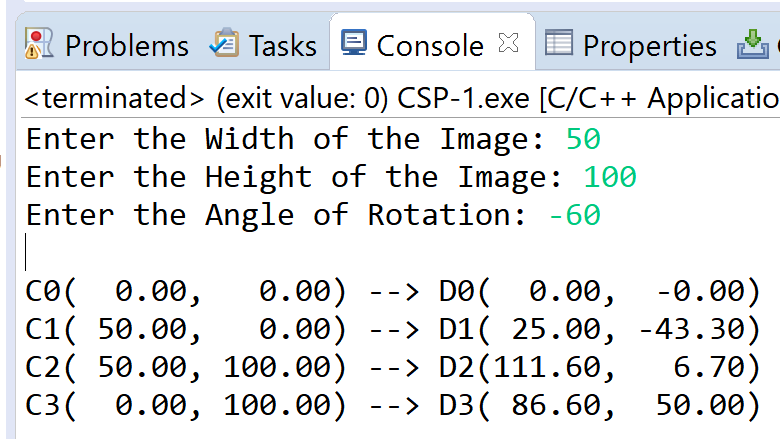 Problems Tasks Console Properties
<terminated> (exit value: 0) CSP-1.exe [C/C++ Applicatio
Enter the Width of the Image: 50
Enter the Height of the Image: 100
Enter the Angle of Rotation: -60
C0(  0.00,   0.00) --> D0(  0.00,  -0.00)
C1( 50.00,   0.00) --> D1( 25.00, -43.30)
C2( 50.00, 100.00) --> D2(111.60,   6.70)
C3(  0.00, 100.00) --> D3( 86.60,  50.00)